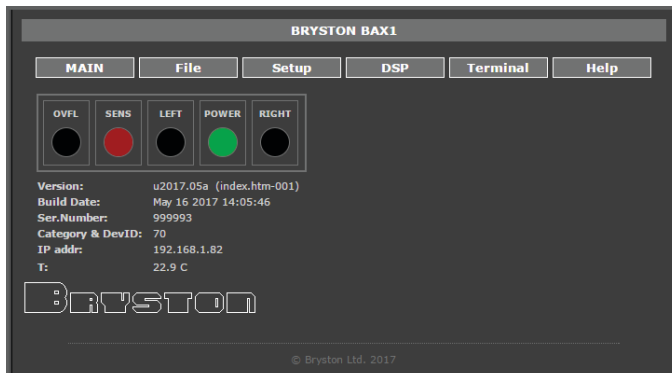 BRYSTON BAX1
MAIN File Setup DSP Terminal Help
OVFL SENS LEFT POWER RIGHT
Version: u2017.05a (index.htm-001)
Build Date: May 16 2017 14:05:46
Ser.Number: 999993
Category & DevID: 70
IP addr: 192.168.1.82
T: 22.9 C
BRYSTON
© Bryston Ltd. 2017